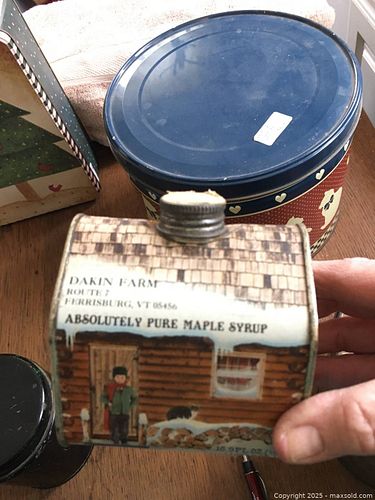 DAKIN FARM
ROUTE 7
FERRISBURG, VT 05456
ABSOLUTELY PURE MAPLE SYRUP
Copyright © 2025 - maxsold.com